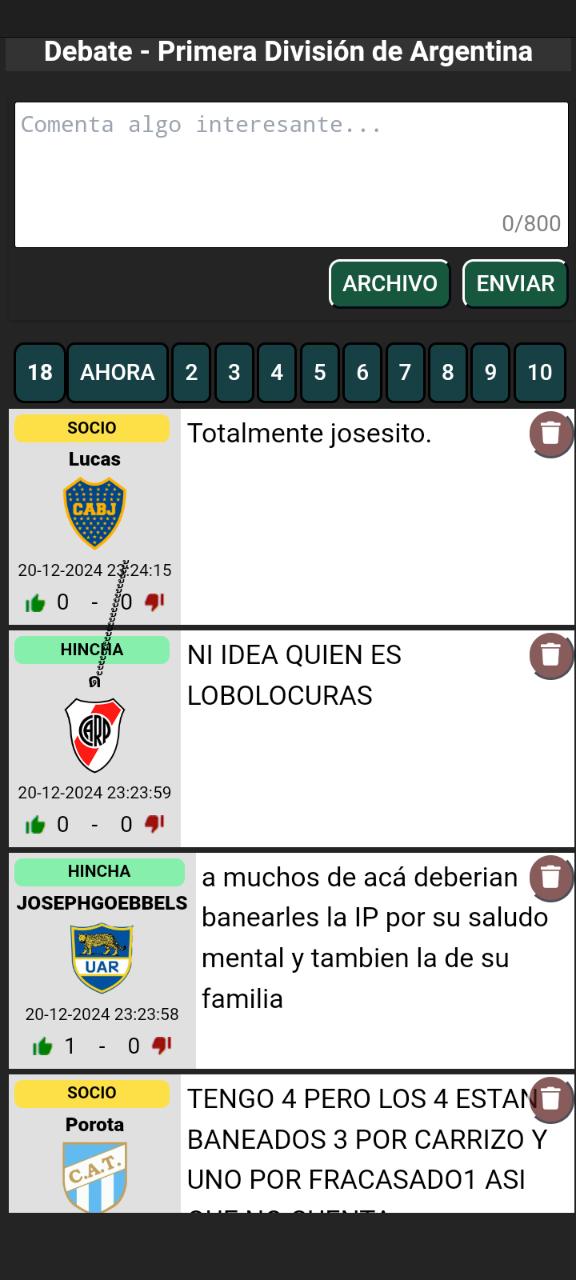 Debate - Primera División de Argentina
Comenta algo interesante...
0/800
ARCHIVO ENVIAR
18 AHORA 2 3 4 5 6 7 8 9 10
SOCIO
Lucas
CABJ
20-12-2024 23:24:15
0 - 0
Totalmente josesito.
HINCHA
CARP
20-12-2024 23:23:59
0 - 0
NI IDEA QUIEN ES
LOBOLOCURAS
HINCHA
JOSEPHGOEBBELS
UAR
20-12-2024 23:23:58
1 - 0
a muchos de acá deberian
banearles la IP por su saludo
mental y tambien la de su
familia
SOCIO
Porota
C.A.T.
TENGO 4 PERO LOS 4 ESTAN
BANEADOS 3 POR CARRIZO Y
UNO POR FRACASADO1 ASI
QUE NO CUENTA